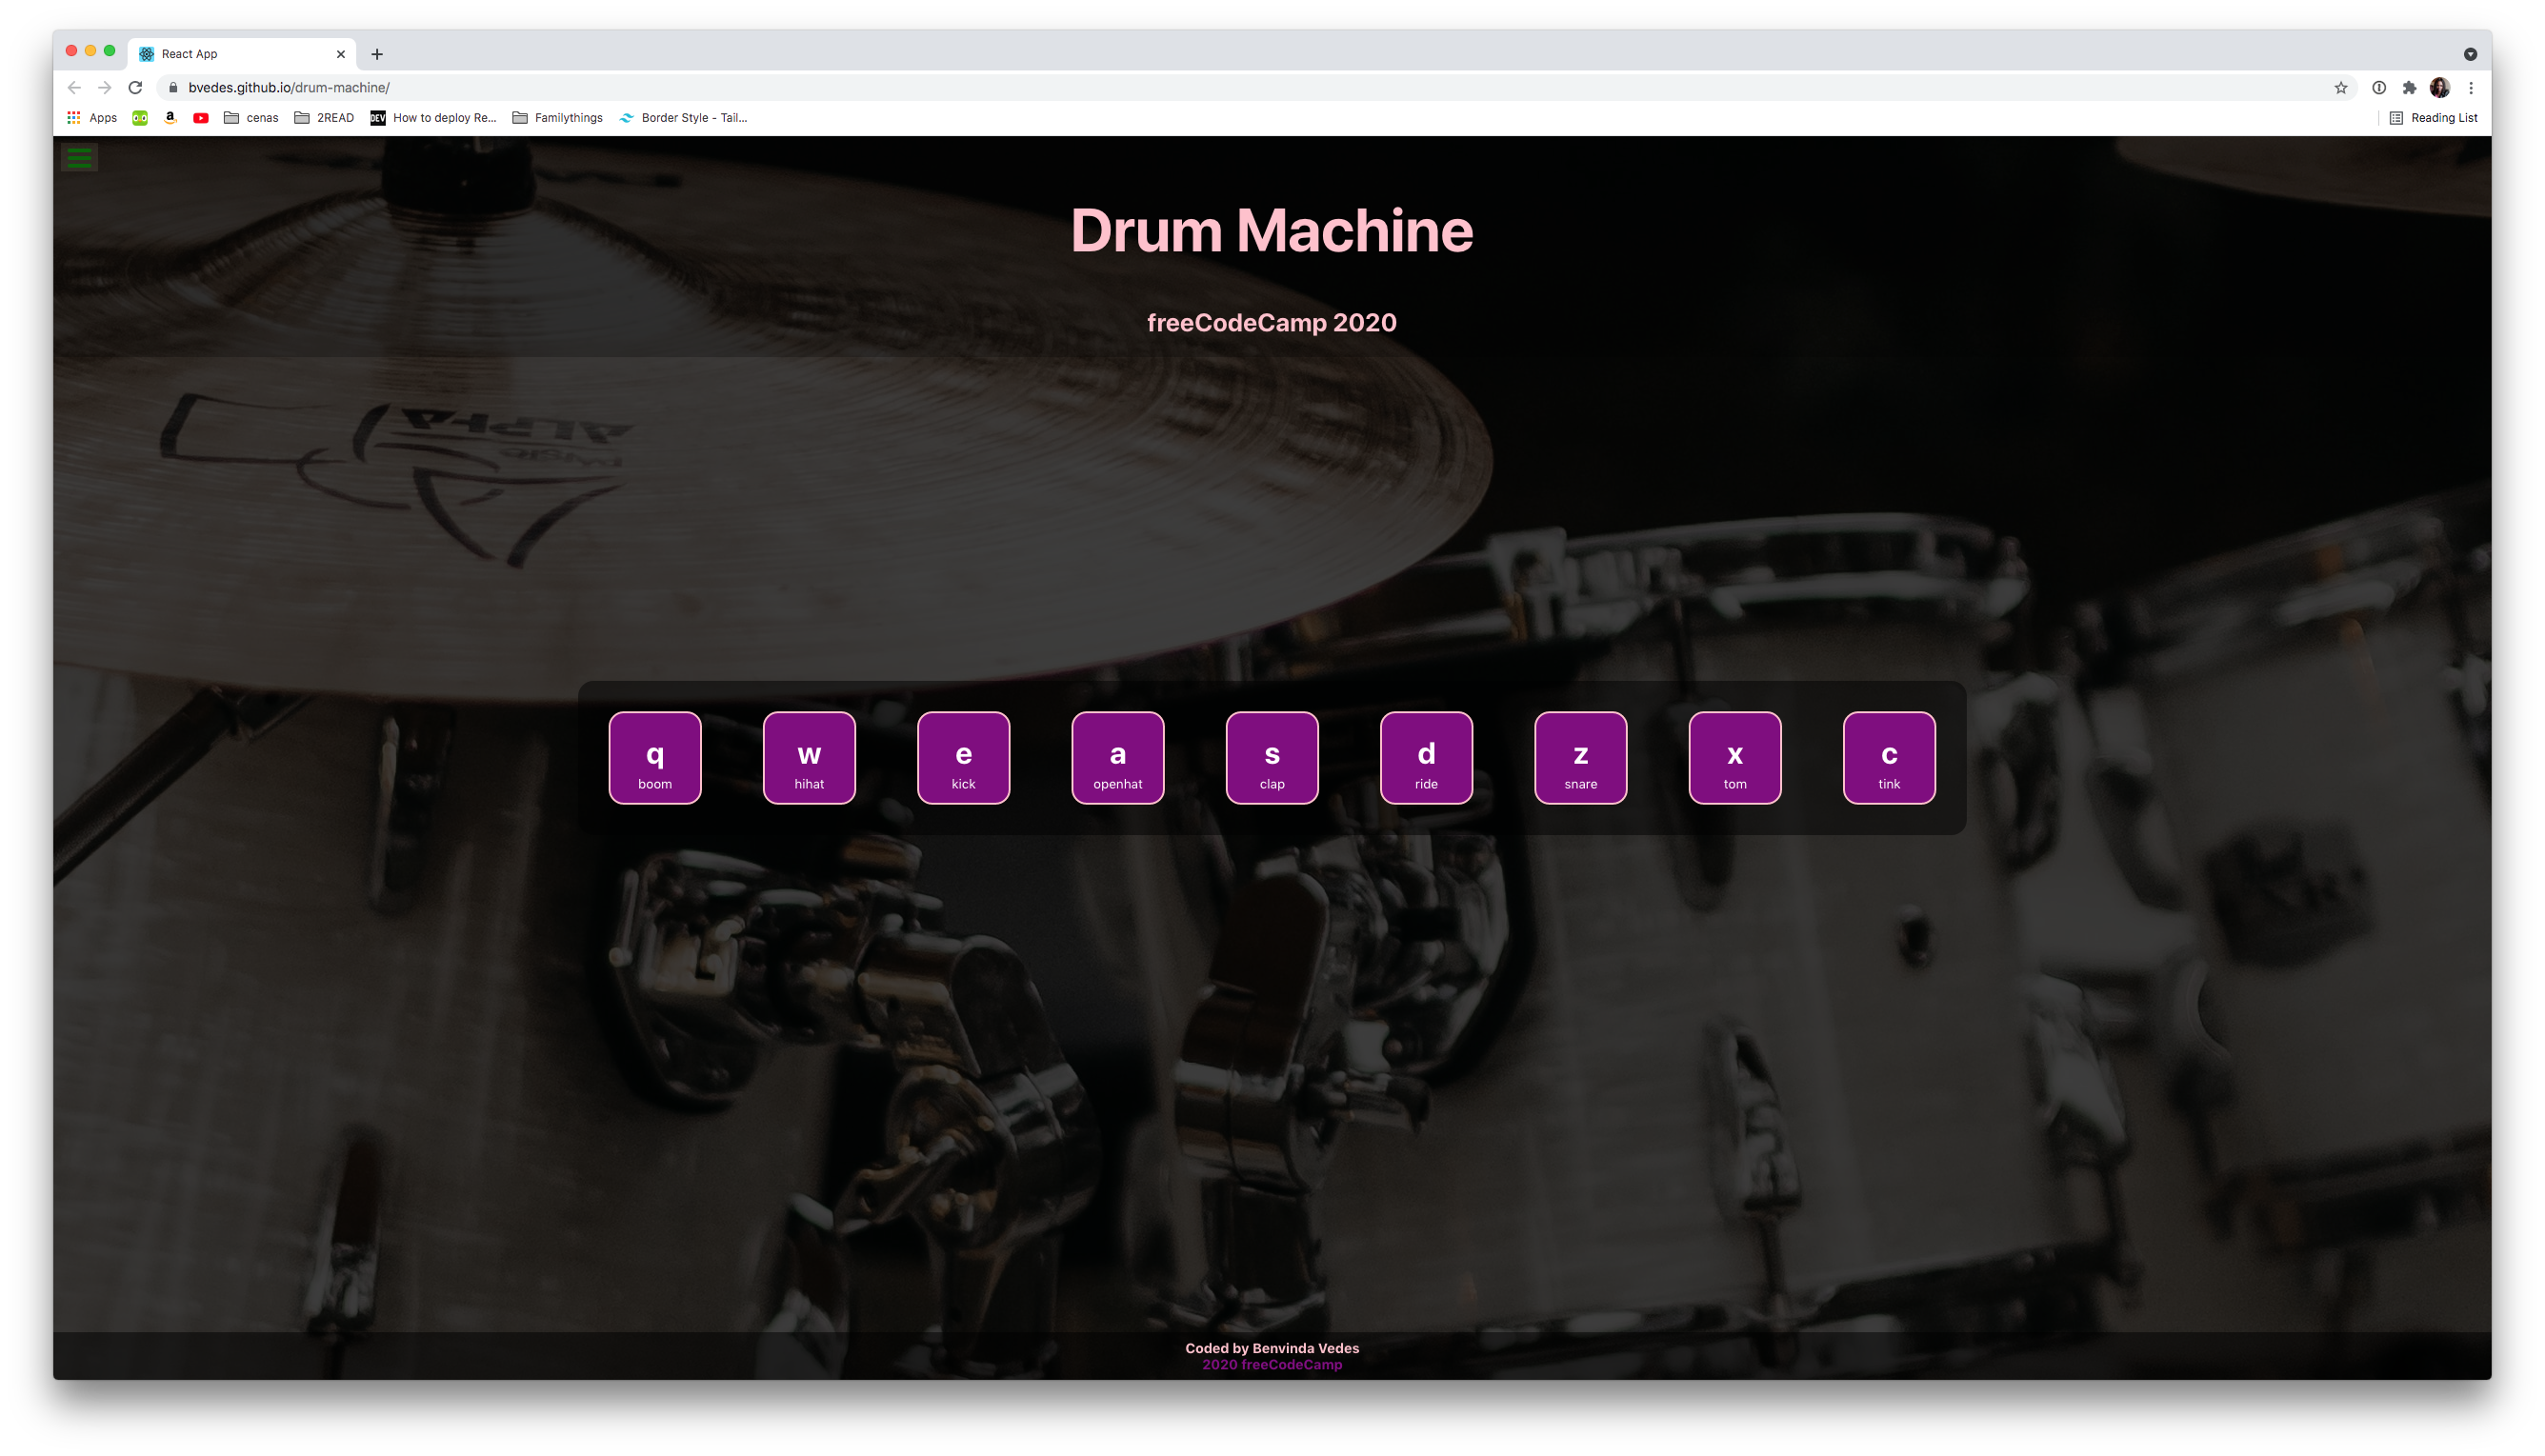 React App
bvedes.github.io/drum-machine/
Apps
cenas
2READ
DEV
How to deploy Re...
Familythings
Border Style - Tail...
Reading List
Drum Machine
freeCodeCamp 2020
ALPHA
q
boom
w
hihat
e
kick
a
openhat
s
clap
d
ride
z
snare
x
tom
c
tink
Coded by Benvinda Vedes
2020 freeCodeCamp